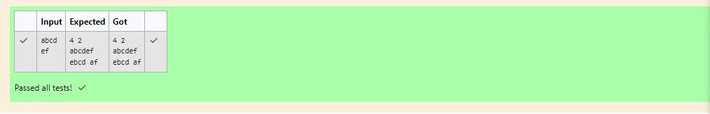 Input Expected Got
abcd 4 2 4 2
ef abcdef abcdef
ebcd af ebcd af
Passed all tests!